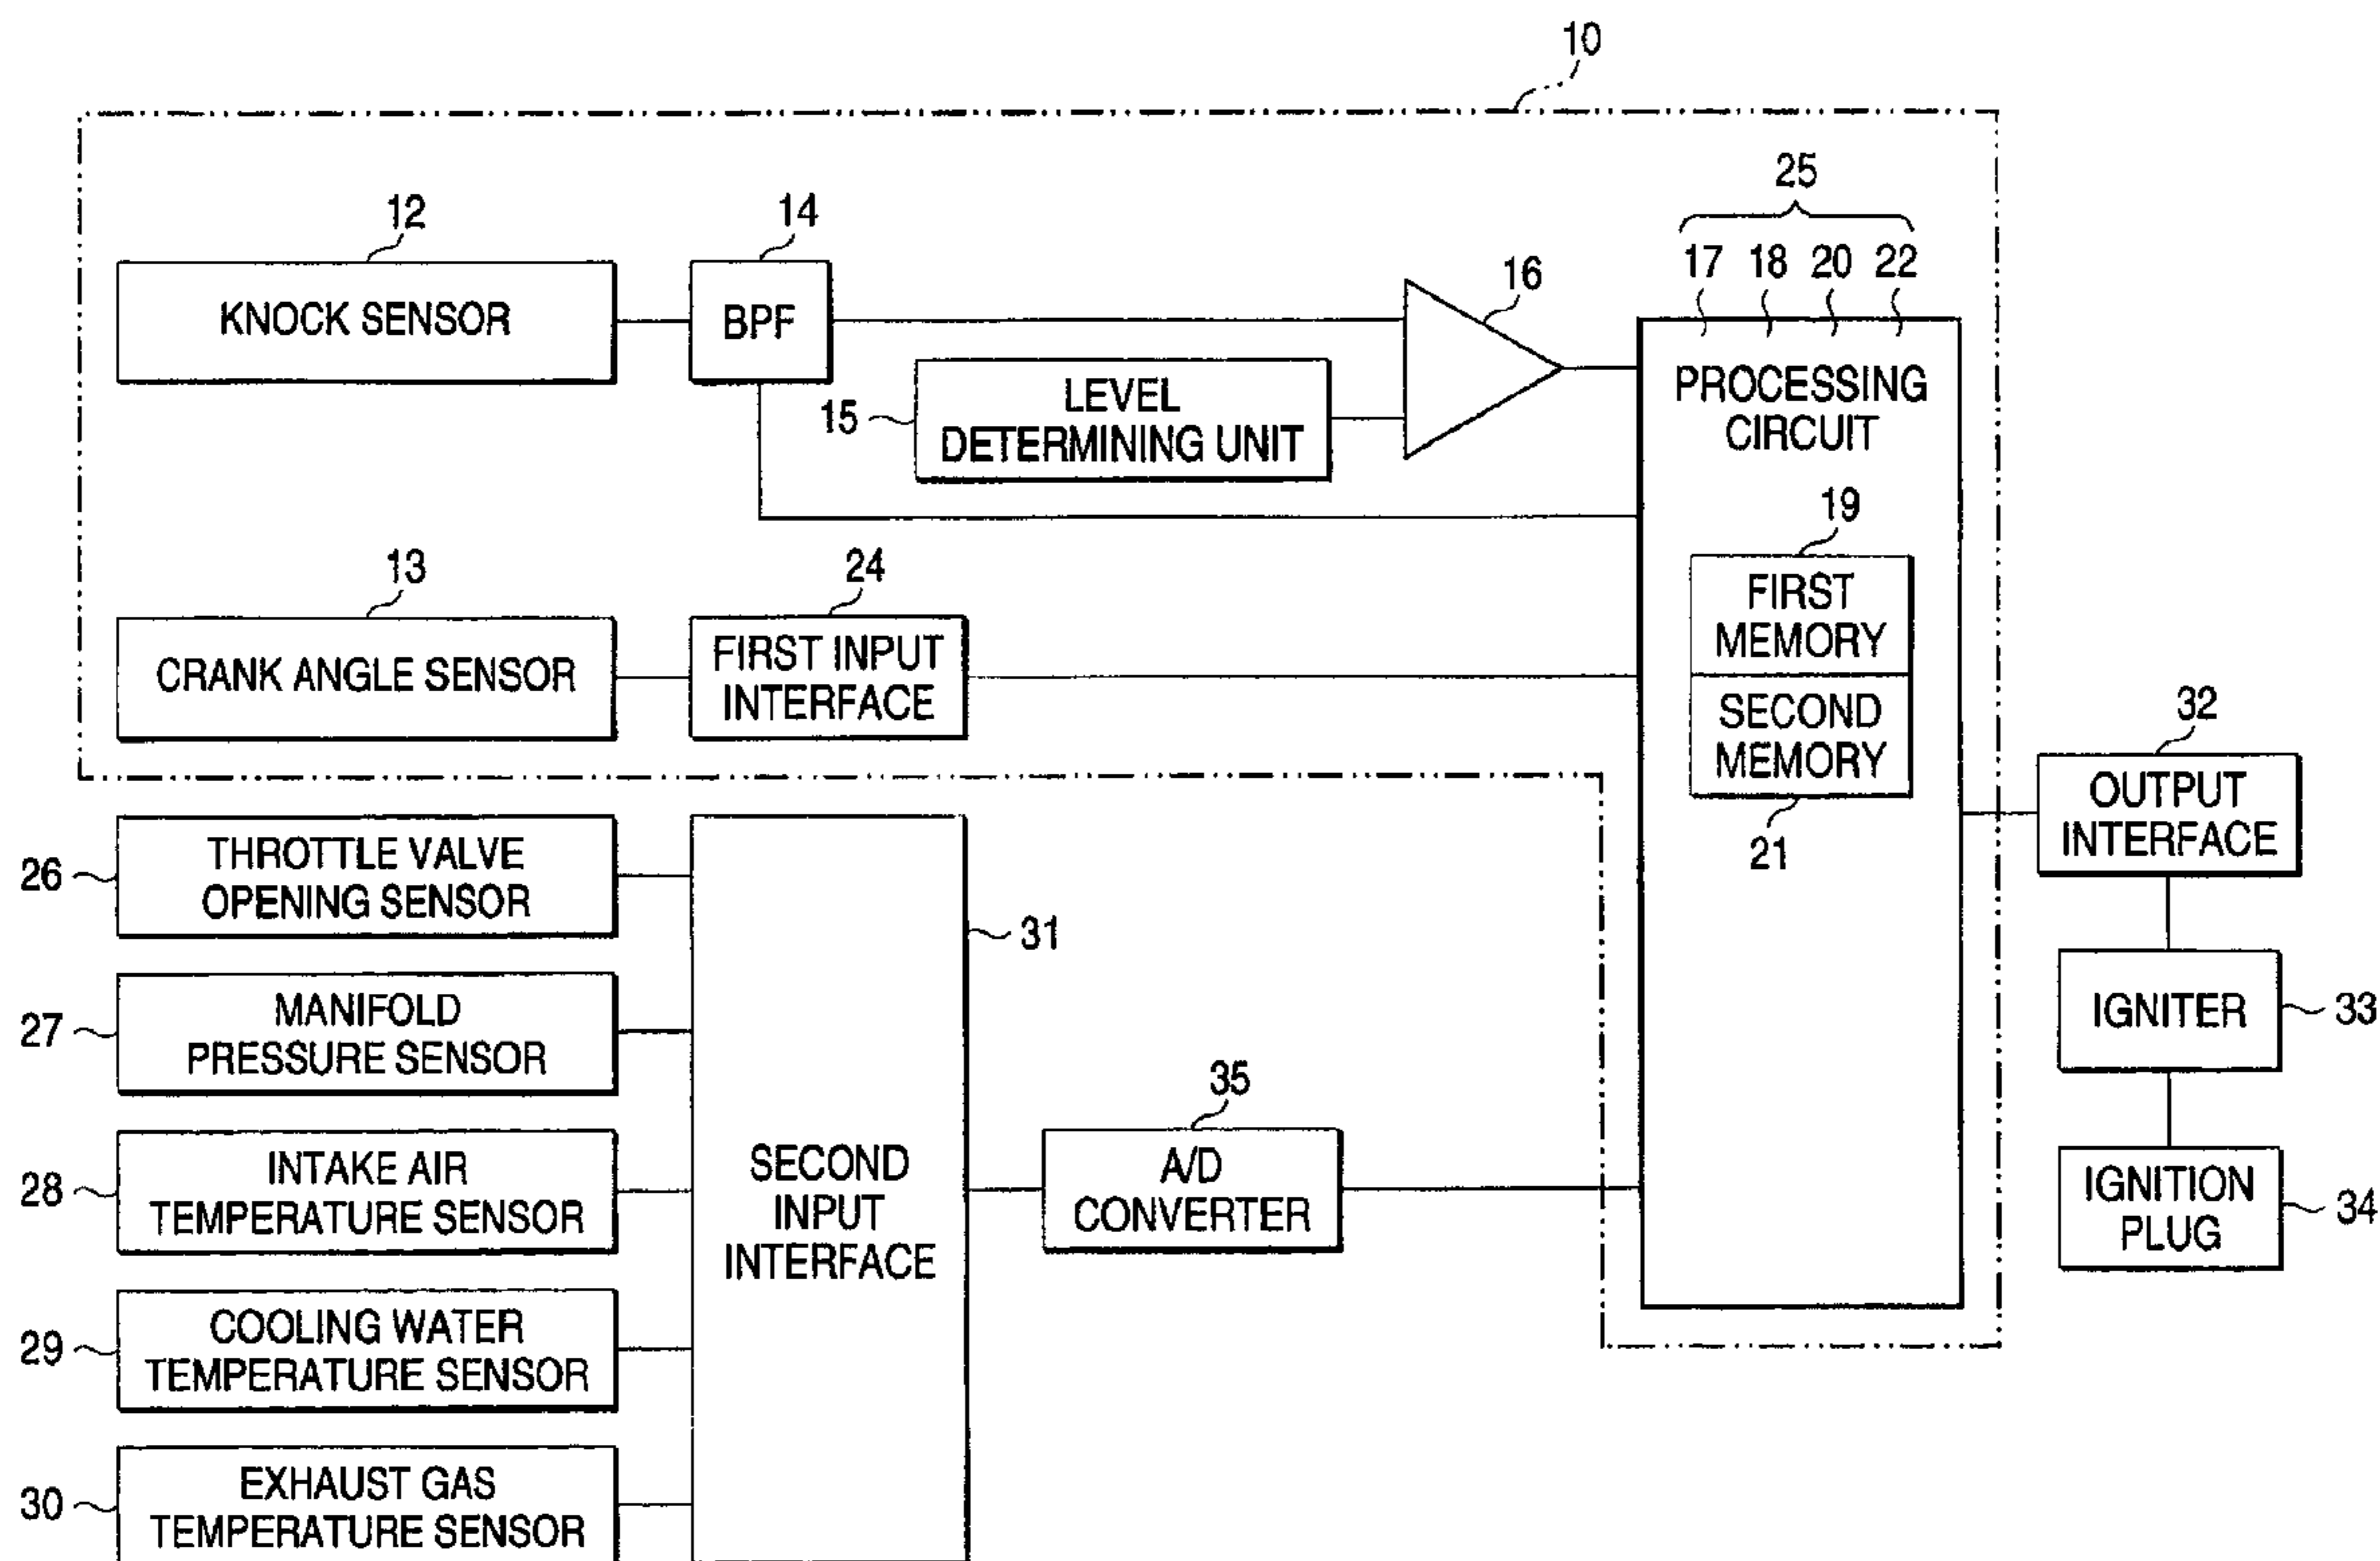 10
25
17 18 20 22
12
14
16
KNOCK SENSOR
BPF
15
LEVEL
DETERMINING UNIT
PROCESSING
CIRCUIT
19
FIRST
MEMORY
SECOND
MEMORY
21
13
24
CRANK ANGLE SENSOR
FIRST INPUT
INTERFACE
32
OUTPUT
INTERFACE
26
THROTTLE VALVE
OPENING SENSOR
31
27
MANIFOLD
PRESSURE SENSOR
IGNITER
33
28
INTAKE AIR
TEMPERATURE SENSOR
SECOND
INPUT
INTERFACE
35
A/D
CONVERTER
IGNITION
PLUG
34
29
COOLING WATER
TEMPERATURE SENSOR
30
EXHAUST GAS
TEMPERATURE SENSOR